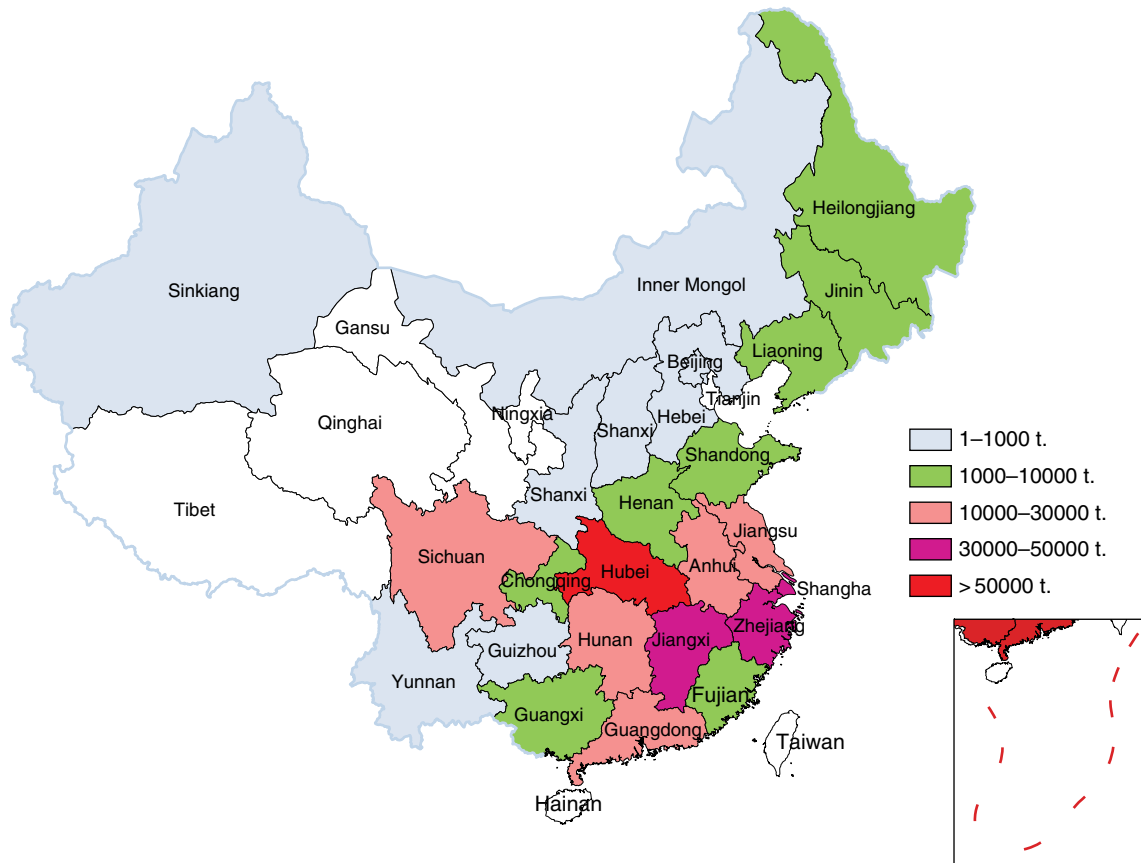 Heilongjiang
Jinin
Inner Mongol
Sinkiang
Gansu
Liaoning
Beijing
Tianjin
Ningxia
Hebei
Qinghai
Shanxi
Shandong
Shanxi
Henan
Tibet
Jiangsu
Sichuan
Anhui
Hubei
Chongqing
Shangha
Zhejiang
Hunan
Jiangxi
Guizhou
Yunnan
Fujian
Guangxi
Guangdong
Taiwan
Hainan
1–1000 t.
1000–10000 t.
10000–30000 t.
30000–50000 t.
>50000 t.